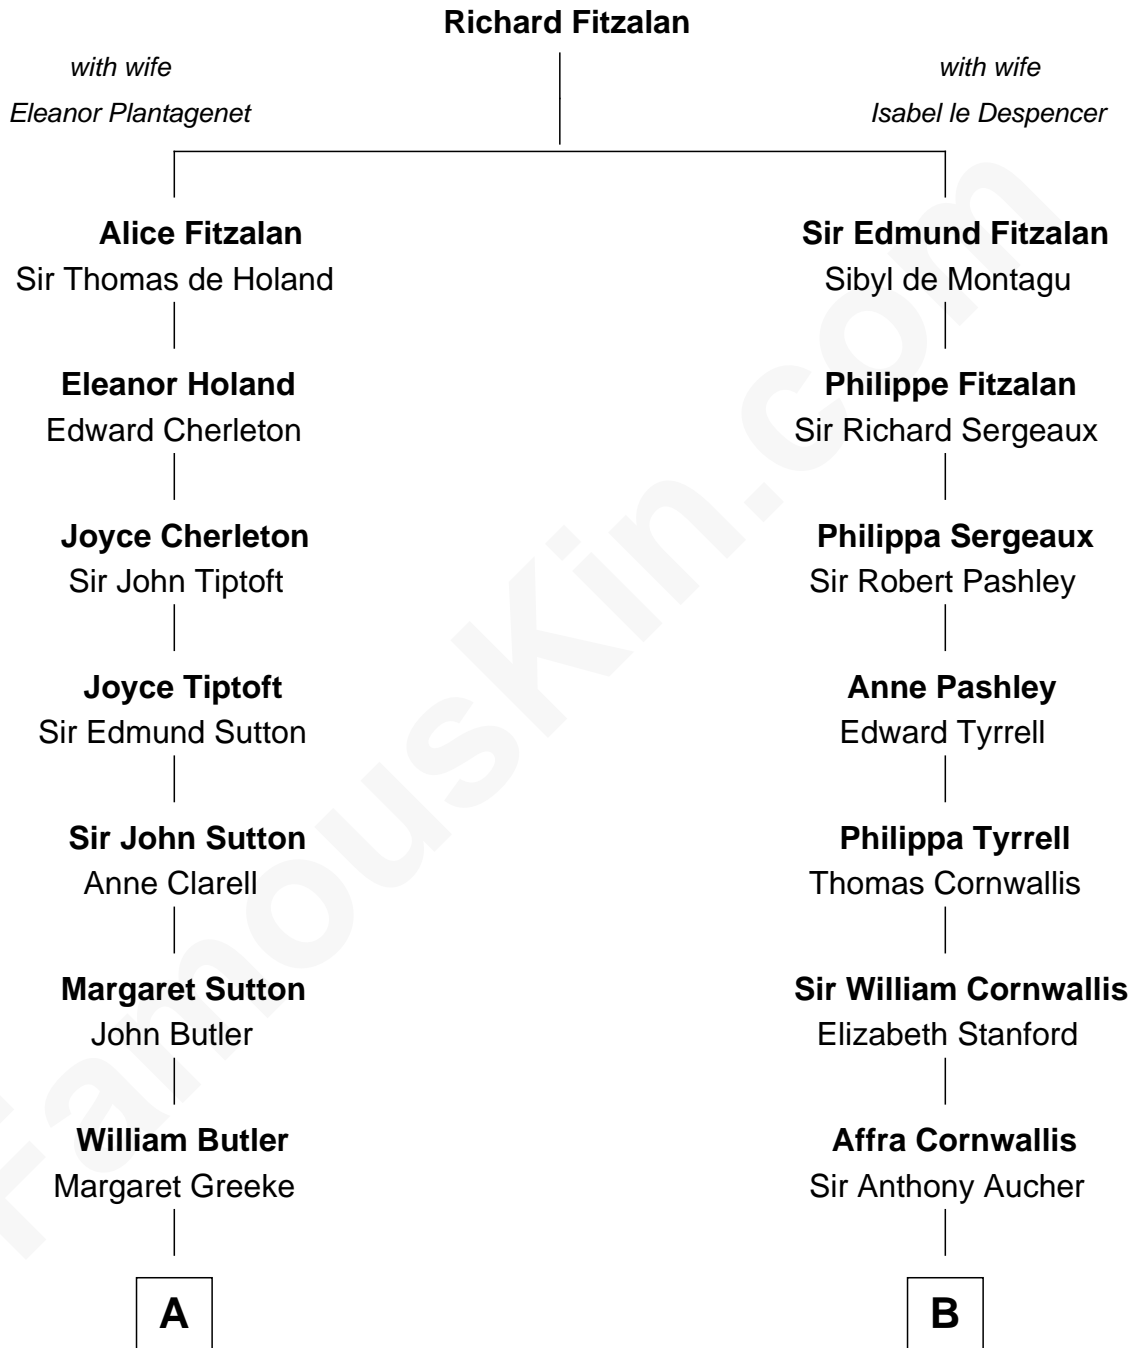 Richard Fitzalan
with wife
Eleanor Plantagenet
with wife
Isabel le Despencer
Alice Fitzalan
Sir Thomas de Holand
Sir Edmund Fitzalan
Sibyl de Montagu
Eleanor Holand
Edward Cherleton
Philippe Fitzalan
Sir Richard Sergeaux
Joyce Cherleton
Sir John Tiptoft
Philippa Sergeaux
Sir Robert Pashley
Joyce Tiptoft
Sir Edmund Sutton
Anne Pashley
Edward Tyrrell
Sir John Sutton
Anne Clarell
Philippa Tyrrell
Thomas Cornwallis
Margaret Sutton
John Butler
Sir William Cornwallis
Elizabeth Stanford
William Butler
Margaret Greeke
Affra Cornwallis
Sir Anthony Aucher
A
B
FamousKin.com